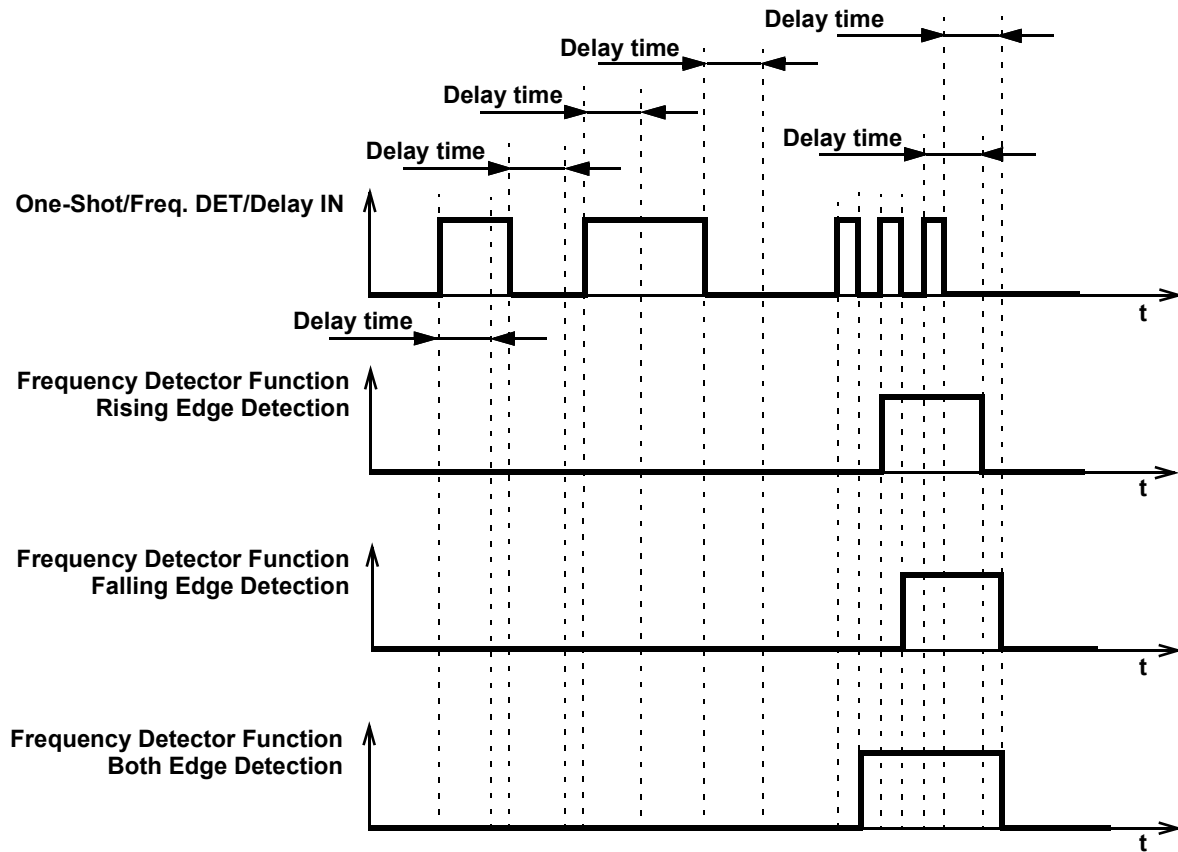 Delay time
Delay time
Delay time
Delay time
Delay time
One-Shot/Freq. DET/Delay IN
t
Delay time
Frequency Detector Function
Rising Edge Detection
t
Frequency Detector Function
Falling Edge Detection
t
Frequency Detector Function
Both Edge Detection
t